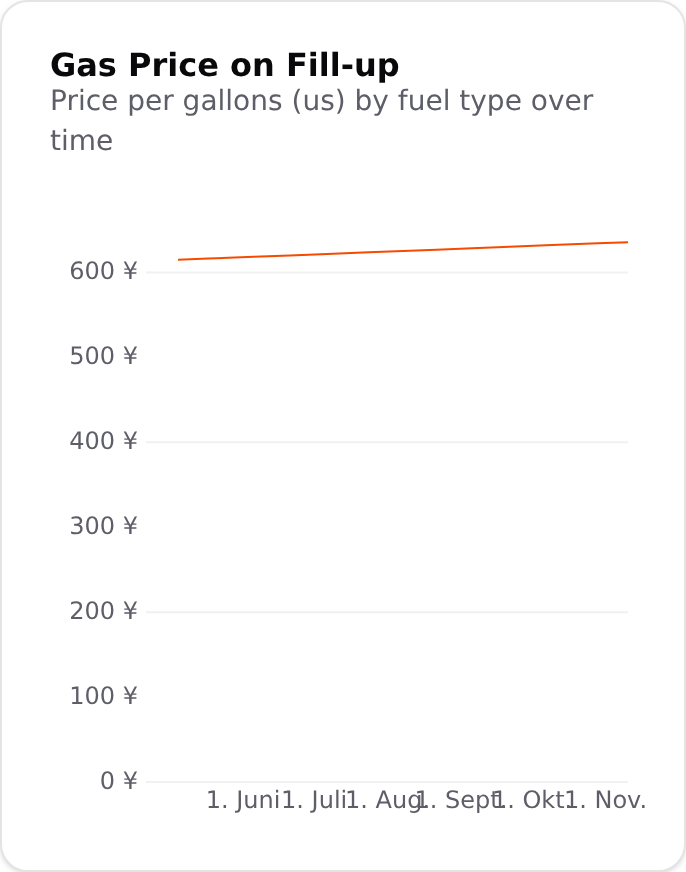 Gas Price on Fill-up
Price per gallons (us) by fuel type over
time
600 ¥
500 ¥
400 ¥
300 ¥
200 ¥
100 ¥
0 ¥
1. Juni 1. Juli 1. Aug. 1. Sept. 1. Okt. 1. Nov.